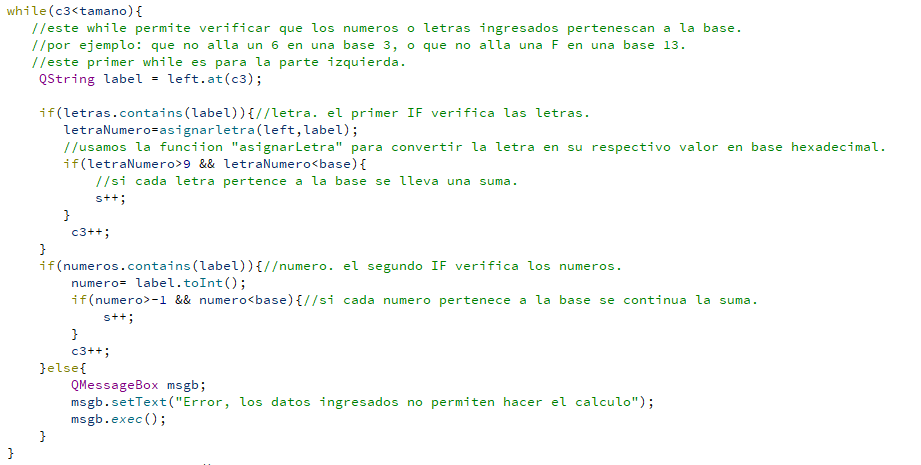 while(c3<tamano){
//este while permite verificar que los numeros o letras ingresados pertenescan a la base.
//por ejemplo: que no alla un 6 en una base 3, o que no alla una F en una base 13.
//este primer while es para la parte izquierda.
QString label = left.at(c3);
if(letras.contains(label)){//letra. el primer IF verifica las letras.
letraNumero=asignarletra(left,label);
//usamos la funciion "asignarLetra" para convertir la letra en su respectivo valor en base hexadecimal.
if(letraNumero>9 && letraNumero<base){
//si cada letra pertence a la base se lleva una suma.
s++;
}
c3++;
}
if(numeros.contains(label)){//numero. el segundo IF verifica los numeros.
numero= label.toInt();
if(numero>-1 && numero<base){//si cada numero pertenece a la base se continua la suma.
s++;
}
c3++;
}else{
QMessageBox msgb;
msgb.setText("Error, los datos ingresados no permiten hacer el calculo");
msgb.exec();
}
}